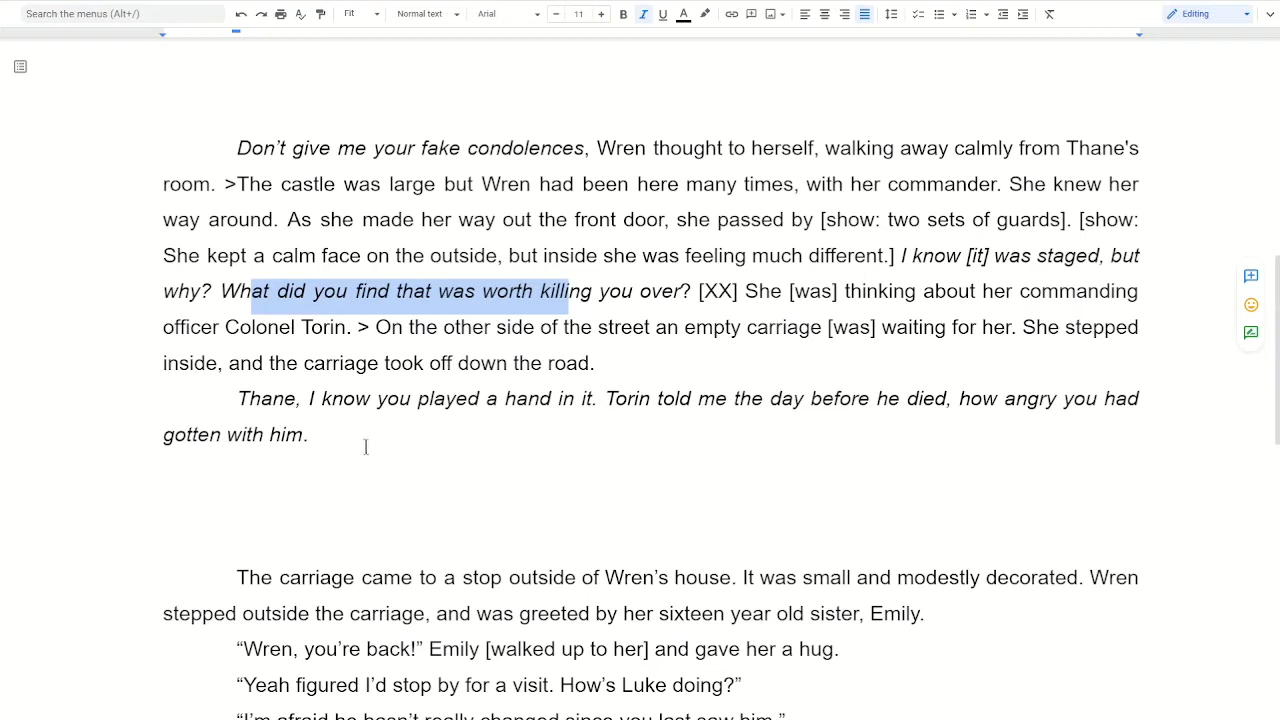 Search the menus (Alt+/)
Fit
Normal text
Arial
11
B
I
U
A
Editing
Don’t give me your fake condolences, Wren thought to herself, walking away calmly from Thane's
room. >The castle was large but Wren had been here many times, with her commander. She knew her
way around. As she made her way out the front door, she passed by [show: two sets of guards]. [show:
She kept a calm face on the outside, but inside she was feeling much different.] I know [it] was staged, but
why? What did you find that was worth killing you over? [XX] She [was] thinking about her commanding
officer Colonel Torin. > On the other side of the street an empty carriage [was] waiting for her. She stepped
inside, and the carriage took off down the road.
Thane, I know you played a hand in it. Torin told me the day before he died, how angry you had
gotten with him.
The carriage came to a stop outside of Wren’s house. It was small and modestly decorated. Wren
stepped outside the carriage, and was greeted by her sixteen year old sister, Emily.
“Wren, you’re back!” Emily [walked up to her] and gave her a hug.
“Yeah figured I’d stop by for a visit. How’s Luke doing?”
“I’m afraid he hasn’t really changed since you last saw him.”